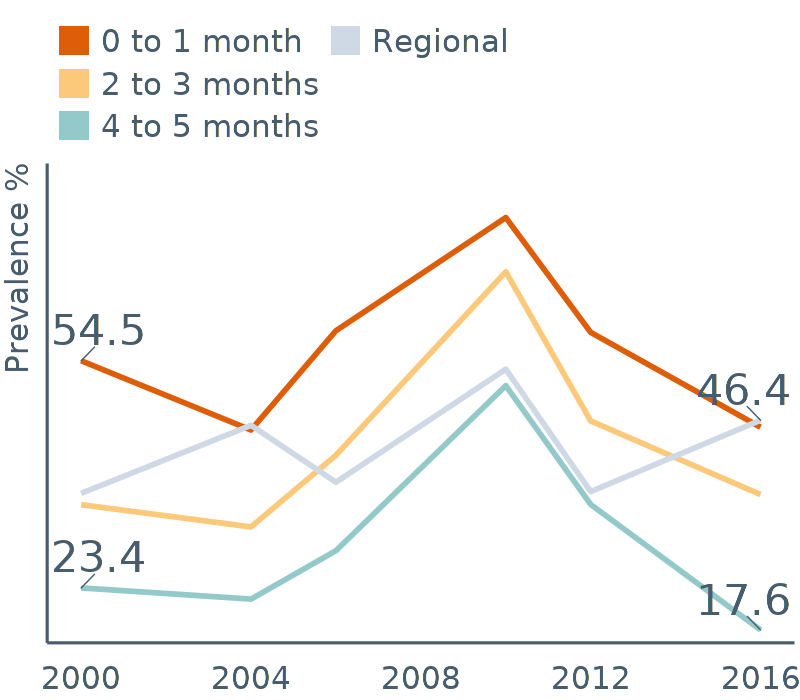 0 to 1 month
Regional
2 to 3 months
4 to 5 months
Prevalence %
54.5
46.4
23.4
17.6
2000 2004 2008 2012 2016